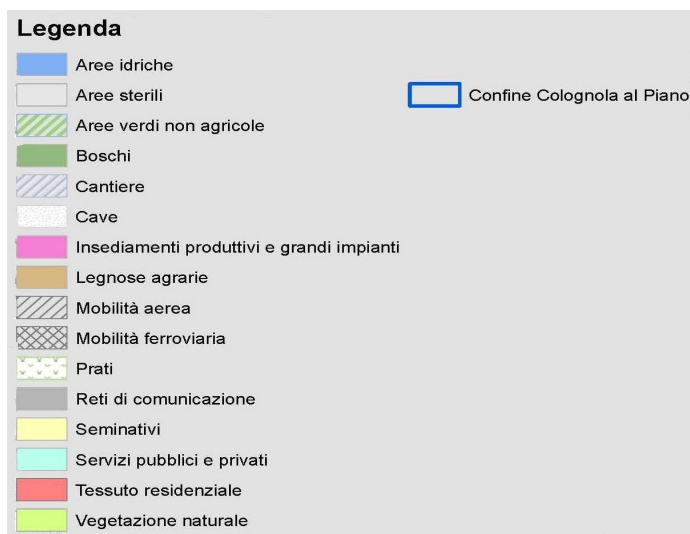 Legenda
Aree idriche
Aree sterili
Confine Colognola al Piano
Aree verdi non agricole
Boschi
Cantiere
Cave
Insediamenti produttivi e grandi impianti
Legnose agrarie
Mobilità aerea
Mobilità ferroviaria
Prati
Reti di comunicazione
Seminativi
Servizi pubblici e privati
Tessuto residenziale
Vegetazione naturale